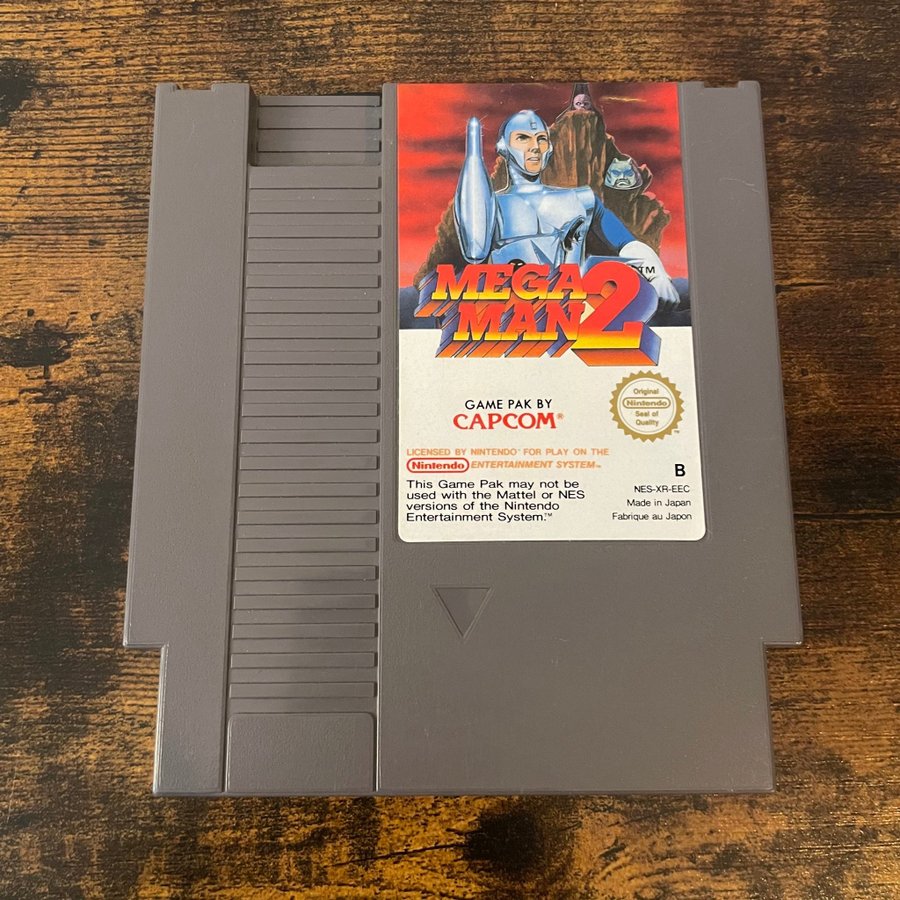 MEGA
MAN 2 ™
GAME PAK BY
CAPCOM®
Original
Nintendo
Seal of
Quality
™
LICENSED BY NINTENDO® FOR PLAY ON THE
Nintendo ENTERTAINMENT SYSTEM™
This Game Pak may not be
used with the Mattel or NES
versions of the Nintendo
Entertainment System.™
B
NES-XR-EEC
Made in Japan
Fabrique au Japon